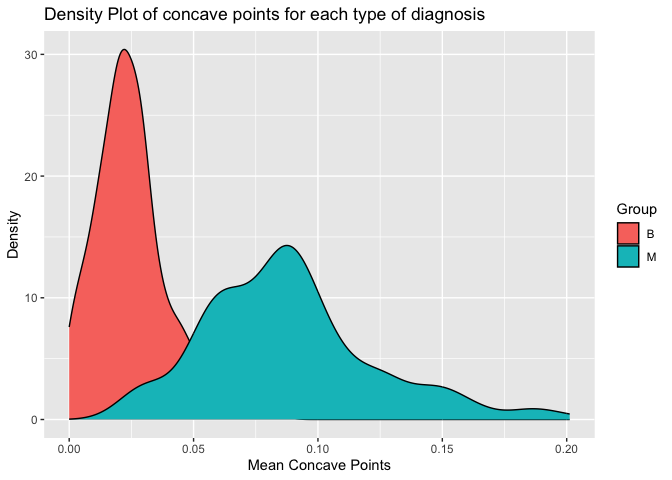 Density Plot of concave points for each type of diagnosis
30
20
10
0
Density
0.00 0.05 0.10 0.15 0.20
Mean Concave Points
Group
B
M